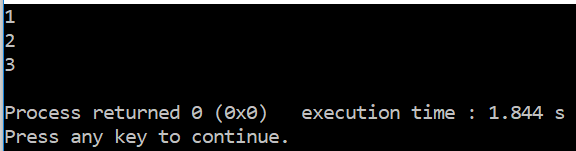 1
2
3
Process returned 0 (0x0)   execution time : 1.844 s
Press any key to continue.